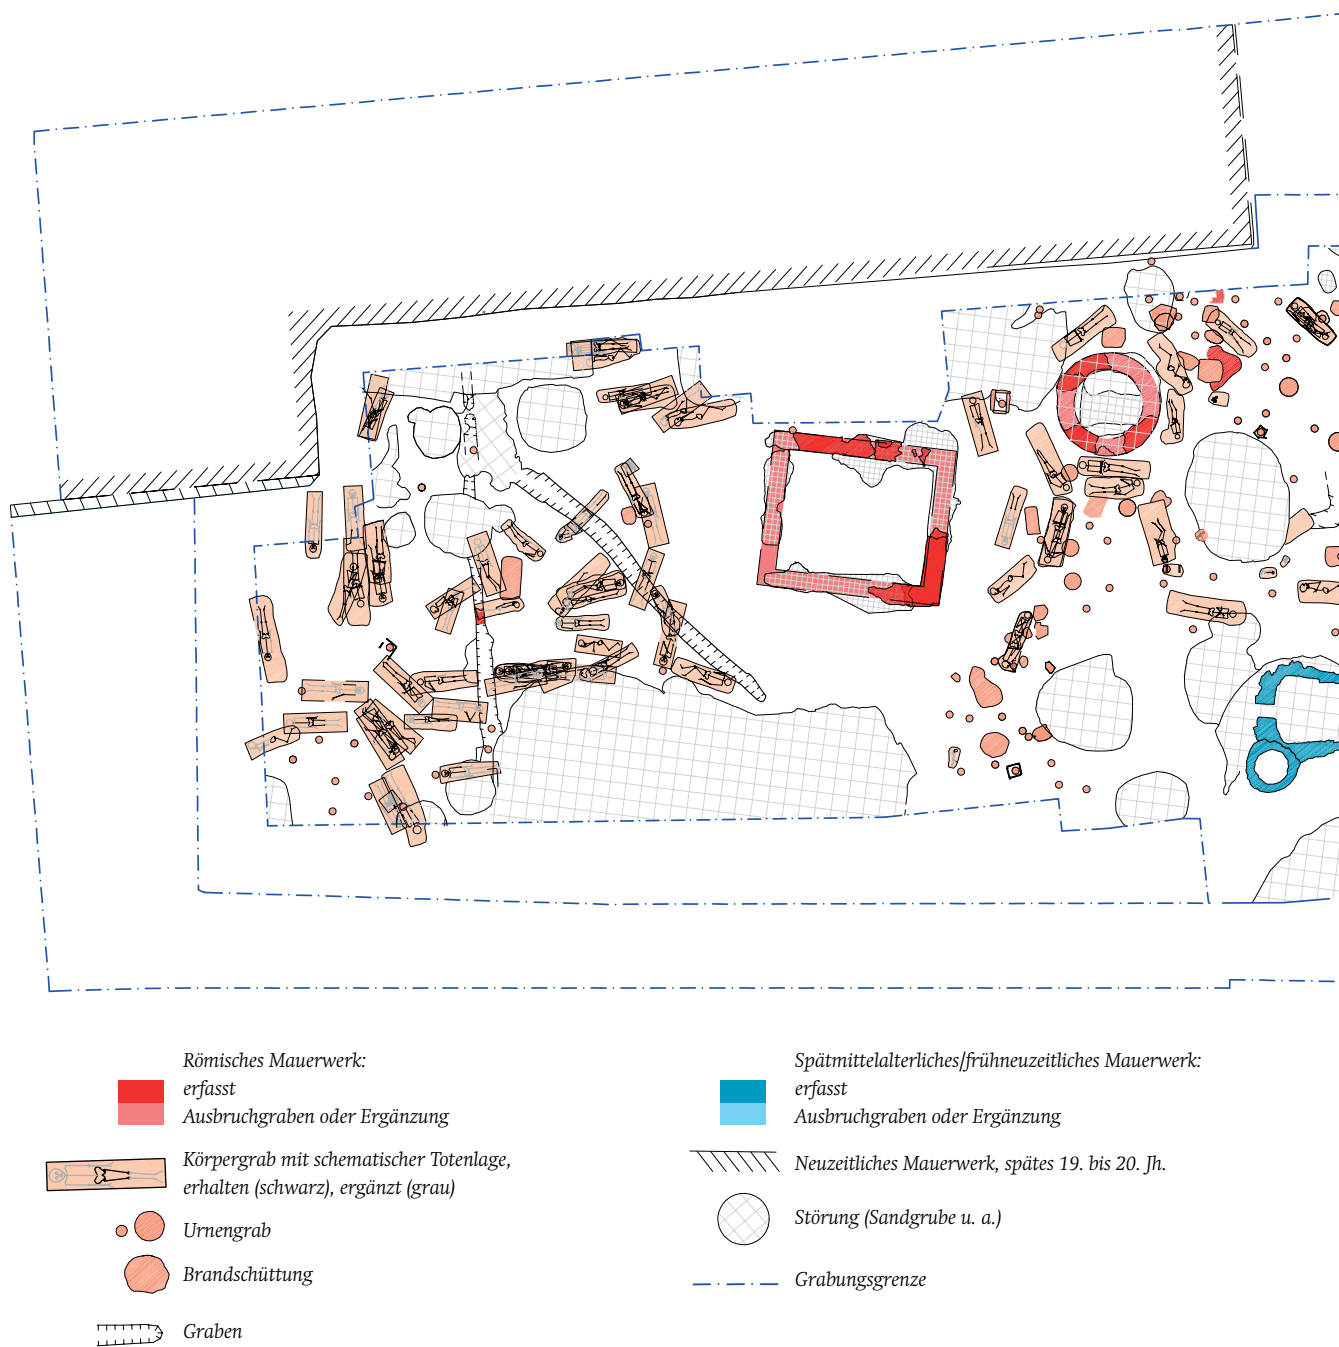 Römisches Mauerwerk:
erfasst
Ausbruchgraben oder Ergänzung
Körpergrab mit schematischer Totenlage,
erhalten (schwarz), ergänzt (grau)
Urnengrab
Brandschüttung
Graben
Spätmittelalterliches/frühneuzeitliches Mauerwerk:
erfasst
Ausbruchgraben oder Ergänzung
Neuzeitliches Mauerwerk, spätes 19. bis 20. Jh.
Störung (Sandgrube u. a.)
Grabungsgrenze